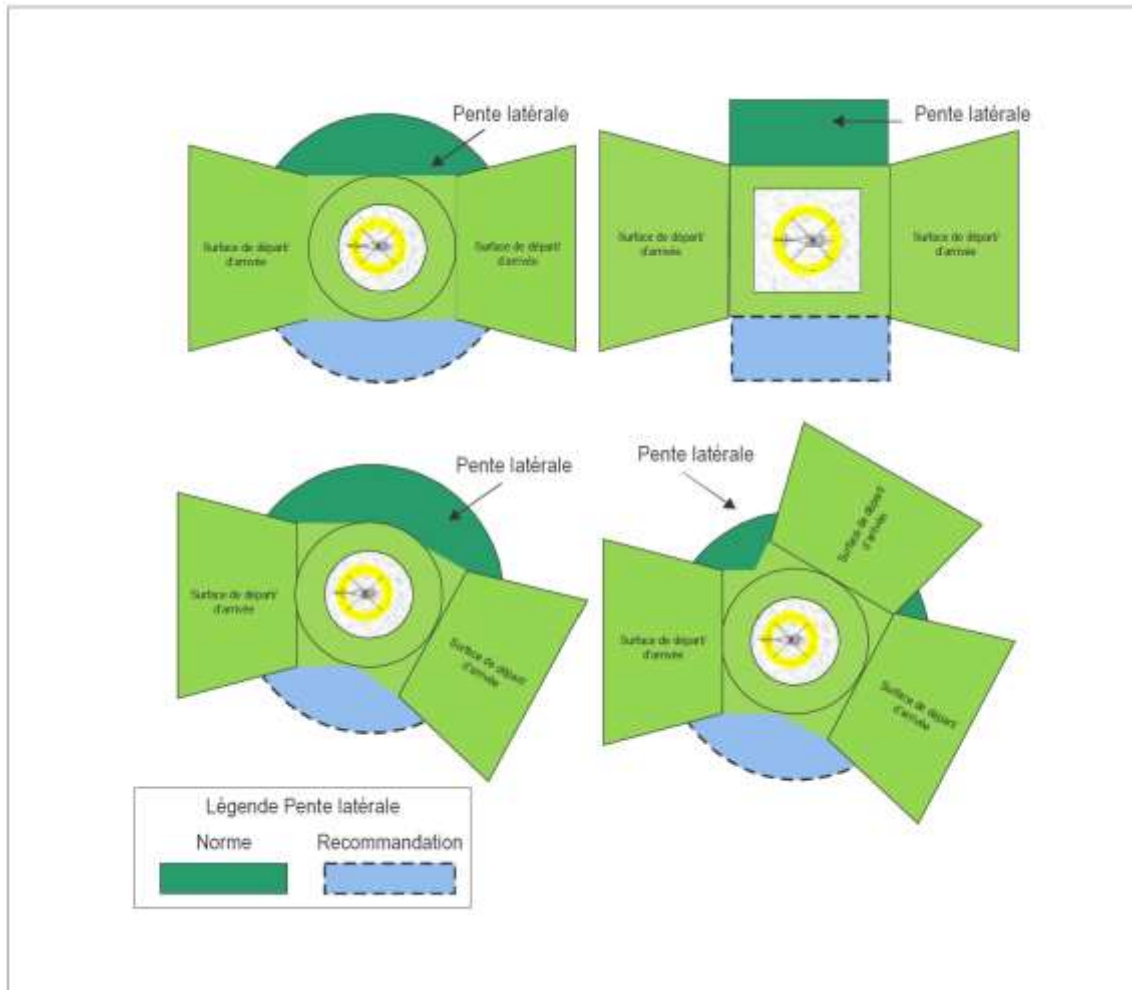 Pente latérale
Pente latérale
Surface de départ/
d'arrivée
Surface de départ/
d'arrivée
Surface de départ/
d'arrivée
Surface de départ/
d'arrivée
Pente latérale
Pente latérale
Surface de départ/
d'arrivée
Surface de départ/
d'arrivée
Surface de départ/
d'arrivée
Surface de départ/
d'arrivée
Surface de départ/
d'arrivée
Légende Pente latérale
Norme
Recommandation